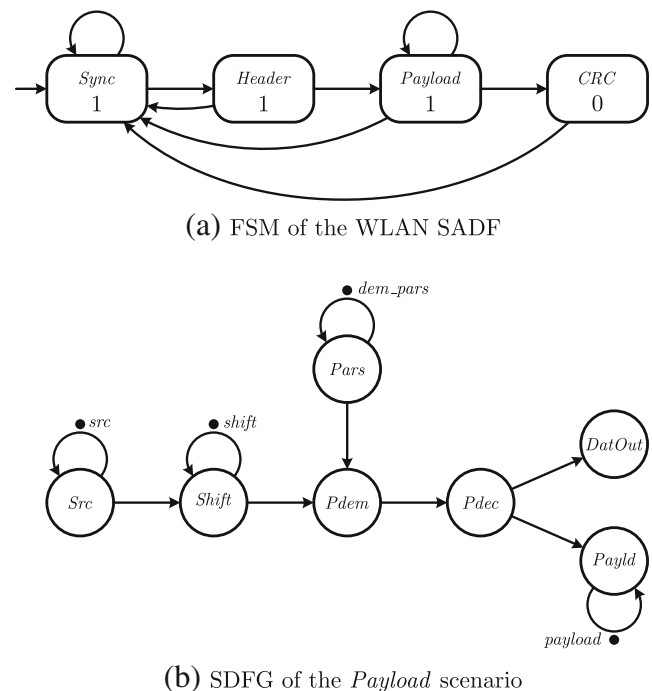 Sync Header Payload CRC
1 1 1 0
(a) FSM of the WLAN SADF
dem_pars
Pars
src shift
DatOut
Src Shift Pdem Pdec
Payld
payload
(b) SDFG of the Payload scenario